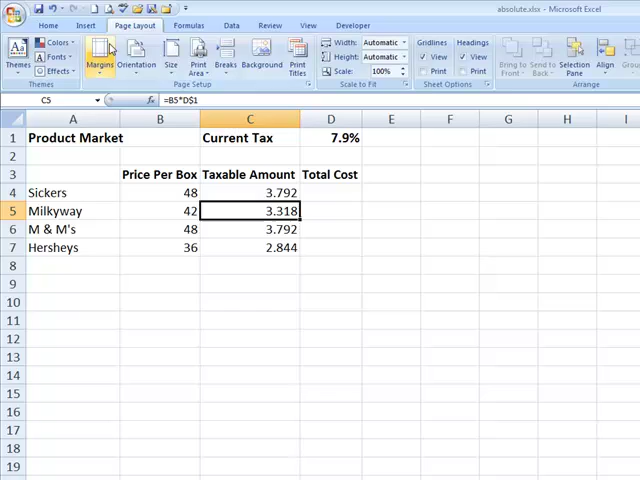 absolute.xlsx - Microsoft Excel
Home Insert Page Layout Formulas Data Review View Developer
Themes Colors Fonts Effects Margins Orientation Size Print Area Breaks Background Print Titles Width: Automatic Height: Automatic Scale: 100% Gridlines View Print Headings View Print Bring to Front Send to Back Selection Pane Align
Page Setup Scale to Fit Sheet Options Arrange
C5 fx =B5*D$1
A B C D E F G H I
1 Product Market Current Tax 7.9%
2
3 Price Per Box Taxable Amount Total Cost
4 Sickers 48 3.792
5 Milkyway 42 3.318
6 M & M's 48 3.792
7 Hersheys 36 2.844
8
9
10
11
12
13
14
15
16
17
18
19